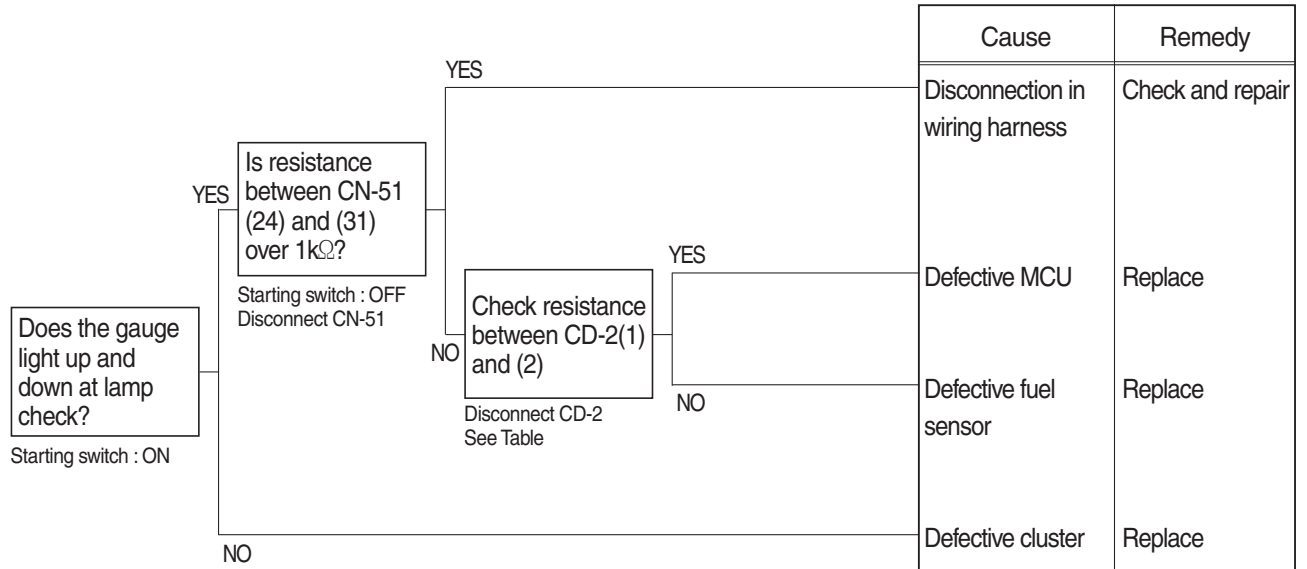 Does the gauge
light up and
down at lamp
check?
Starting switch : ON
YES
Is resistance
between CN-51
(24) and (31)
over 1kΩ?
Starting switch : OFF
Disconnect CN-51
YES
NO
Check resistance
between CD-2(1)
and (2)
Disconnect CD-2
See Table
YES
NO
NO
Cause Remedy
Disconnection in Check and repair
wiring harness
Defective MCU Replace
Defective fuel Replace
sensor
Defective cluster Replace